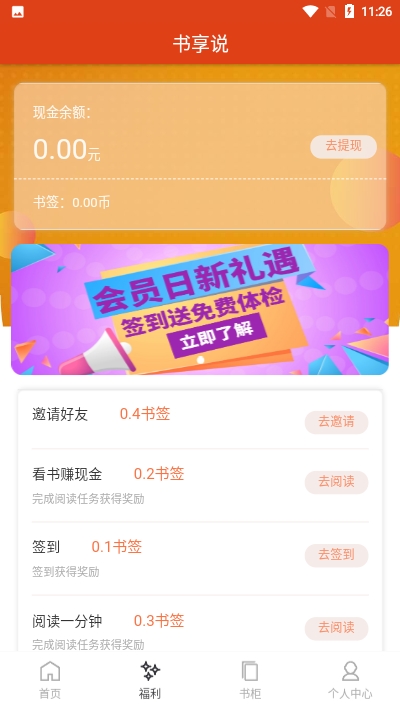 11:26
书享说
现金余额：
0.00元
去提现
书签：0.00币
会员日新礼遇
签到送免费体检
立即了解
邀请好友 0.4书签
去邀请
看书赚现金 0.2书签
去阅读
完成阅读任务获得奖励
签到 0.1书签
去签到
签到获得奖励
阅读一分钟 0.3书签
去阅读
完成阅读任务获得奖励
首页 福利 书柜 个人中心